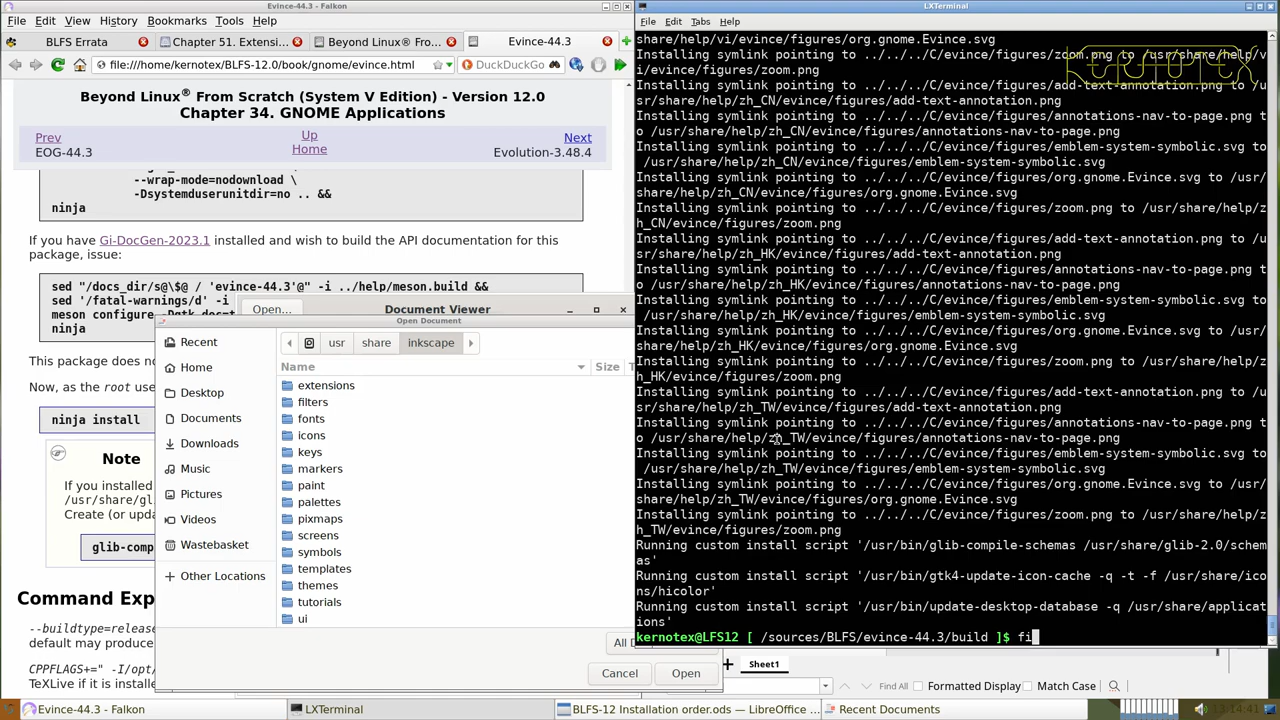 Evince-44.3 - Falkon
File Edit View History Bookmarks Tools Help
BLFS Errata
Chapter 51. Extensi...
Beyond Linux® From Sc...
Evince-44.3
file:///home/kernotex/BLFS-12.0/book/gnome/evince.html
DuckDuckGo
Beyond Linux® From Scratch (System V Edition) - Version 12.0
Chapter 34. GNOME Applications
Prev Up Next
EOG-44.3 Home Evolution-3.48.4
--wrap-mode=nodownload \
-Dsystemduserunitdir=no .. &&
ninja
If you have Gi-DocGen-2023.1 installed and wish to build the API documentation for this
package, issue:
sed "/docs_dir/s@\$@ / 'evince-44.3'@" -i ../help/meson.build &&
sed '/fatal-warnings/d' -i
meson configure
ninja
This package does no
Now, as the root use
ninja install
Note
If you installed
/usr/share/gli
Create (or upda
glib-comp
Command Exp
--buildtype=releas
default may produce
CPPFLAGS+=" -I/opt/
TeXLive if it is installe
Open... Document Viewer
Open Document
Recent
Home
Desktop
Documents
Downloads
Music
Pictures
Videos
Wastebasket
Other Locations
usr share inkscape
Name Size T
extensions
filters
fonts
icons
keys
markers
paint
palettes
pixmaps
screens
symbols
templates
themes
tutorials
ui
All D
Cancel Open
LXTerminal
File Edit Tabs Help
share/help/vi/evince/figures/org.gnome.Evince.svg
Installing symlink pointing to ../../../C/evince/figures/zoom.png to /usr/share/help/v
i/evince/figures/zoom.png
Installing symlink pointing to ../../../C/evince/figures/add-text-annotation.png to /u
sr/share/help/zh_CN/evince/figures/add-text-annotation.png
Installing symlink pointing to ../../../C/evince/figures/annotations-nav-to-page.png t
o /usr/share/help/zh_CN/evince/figures/annotations-nav-to-page.png
Installing symlink pointing to ../../../C/evince/figures/emblem-system-symbolic.svg to
/usr/share/help/zh_CN/evince/figures/emblem-system-symbolic.svg
Installing symlink pointing to ../../../C/evince/figures/org.gnome.Evince.svg to /usr/
share/help/zh_CN/evince/figures/org.gnome.Evince.svg
Installing symlink pointing to ../../../C/evince/figures/zoom.png to /usr/share/help/z
h_CN/evince/figures/zoom.png
Installing symlink pointing to ../../../C/evince/figures/add-text-annotation.png to /u
sr/share/help/zh_HK/evince/figures/add-text-annotation.png
Installing symlink pointing to ../../../C/evince/figures/annotations-nav-to-page.png t
o /usr/share/help/zh_HK/evince/figures/annotations-nav-to-page.png
Installing symlink pointing to ../../../C/evince/figures/emblem-system-symbolic.svg to
/usr/share/help/zh_HK/evince/figures/emblem-system-symbolic.svg
Installing symlink pointing to ../../../C/evince/figures/org.gnome.Evince.svg to /usr/
share/help/zh_HK/evince/figures/org.gnome.Evince.svg
Installing symlink pointing to ../../../C/evince/figures/zoom.png to /usr/share/help/z
h_HK/evince/figures/zoom.png
Installing symlink pointing to ../../../C/evince/figures/add-text-annotation.png to /u
sr/share/help/zh_TW/evince/figures/add-text-annotation.png
Installing symlink pointing to ../../../C/evince/figures/annotations-nav-to-page.png t
o /usr/share/help/zh_TW/evince/figures/annotations-nav-to-page.png
Installing symlink pointing to ../../../C/evince/figures/emblem-system-symbolic.svg to
/usr/share/help/zh_TW/evince/figures/emblem-system-symbolic.svg
Installing symlink pointing to ../../../C/evince/figures/org.gnome.Evince.svg to /usr/
share/help/zh_TW/evince/figures/org.gnome.Evince.svg
Installing symlink pointing to ../../../C/evince/figures/zoom.png to /usr/share/help/z
h_TW/evince/figures/zoom.png
Running custom install script '/usr/bin/glib-compile-schemas /usr/share/glib-2.0/schem
as'
Running custom install script '/usr/bin/gtk4-update-icon-cache -q -t -f /usr/share/ico
ns/hicolor'
Running custom install script '/usr/bin/update-desktop-database -q /usr/share/applicat
ions'
kernotex@LFS12 [ /sources/BLFS/evince-44.3/build ]$ fi
Sheet1
Find All Formatted Display Match Case
Evince-44.3 - Falkon
LXTerminal
BLFS-12 Installation order.ods — LibreOffice ...
Recent Documents
13:14:41